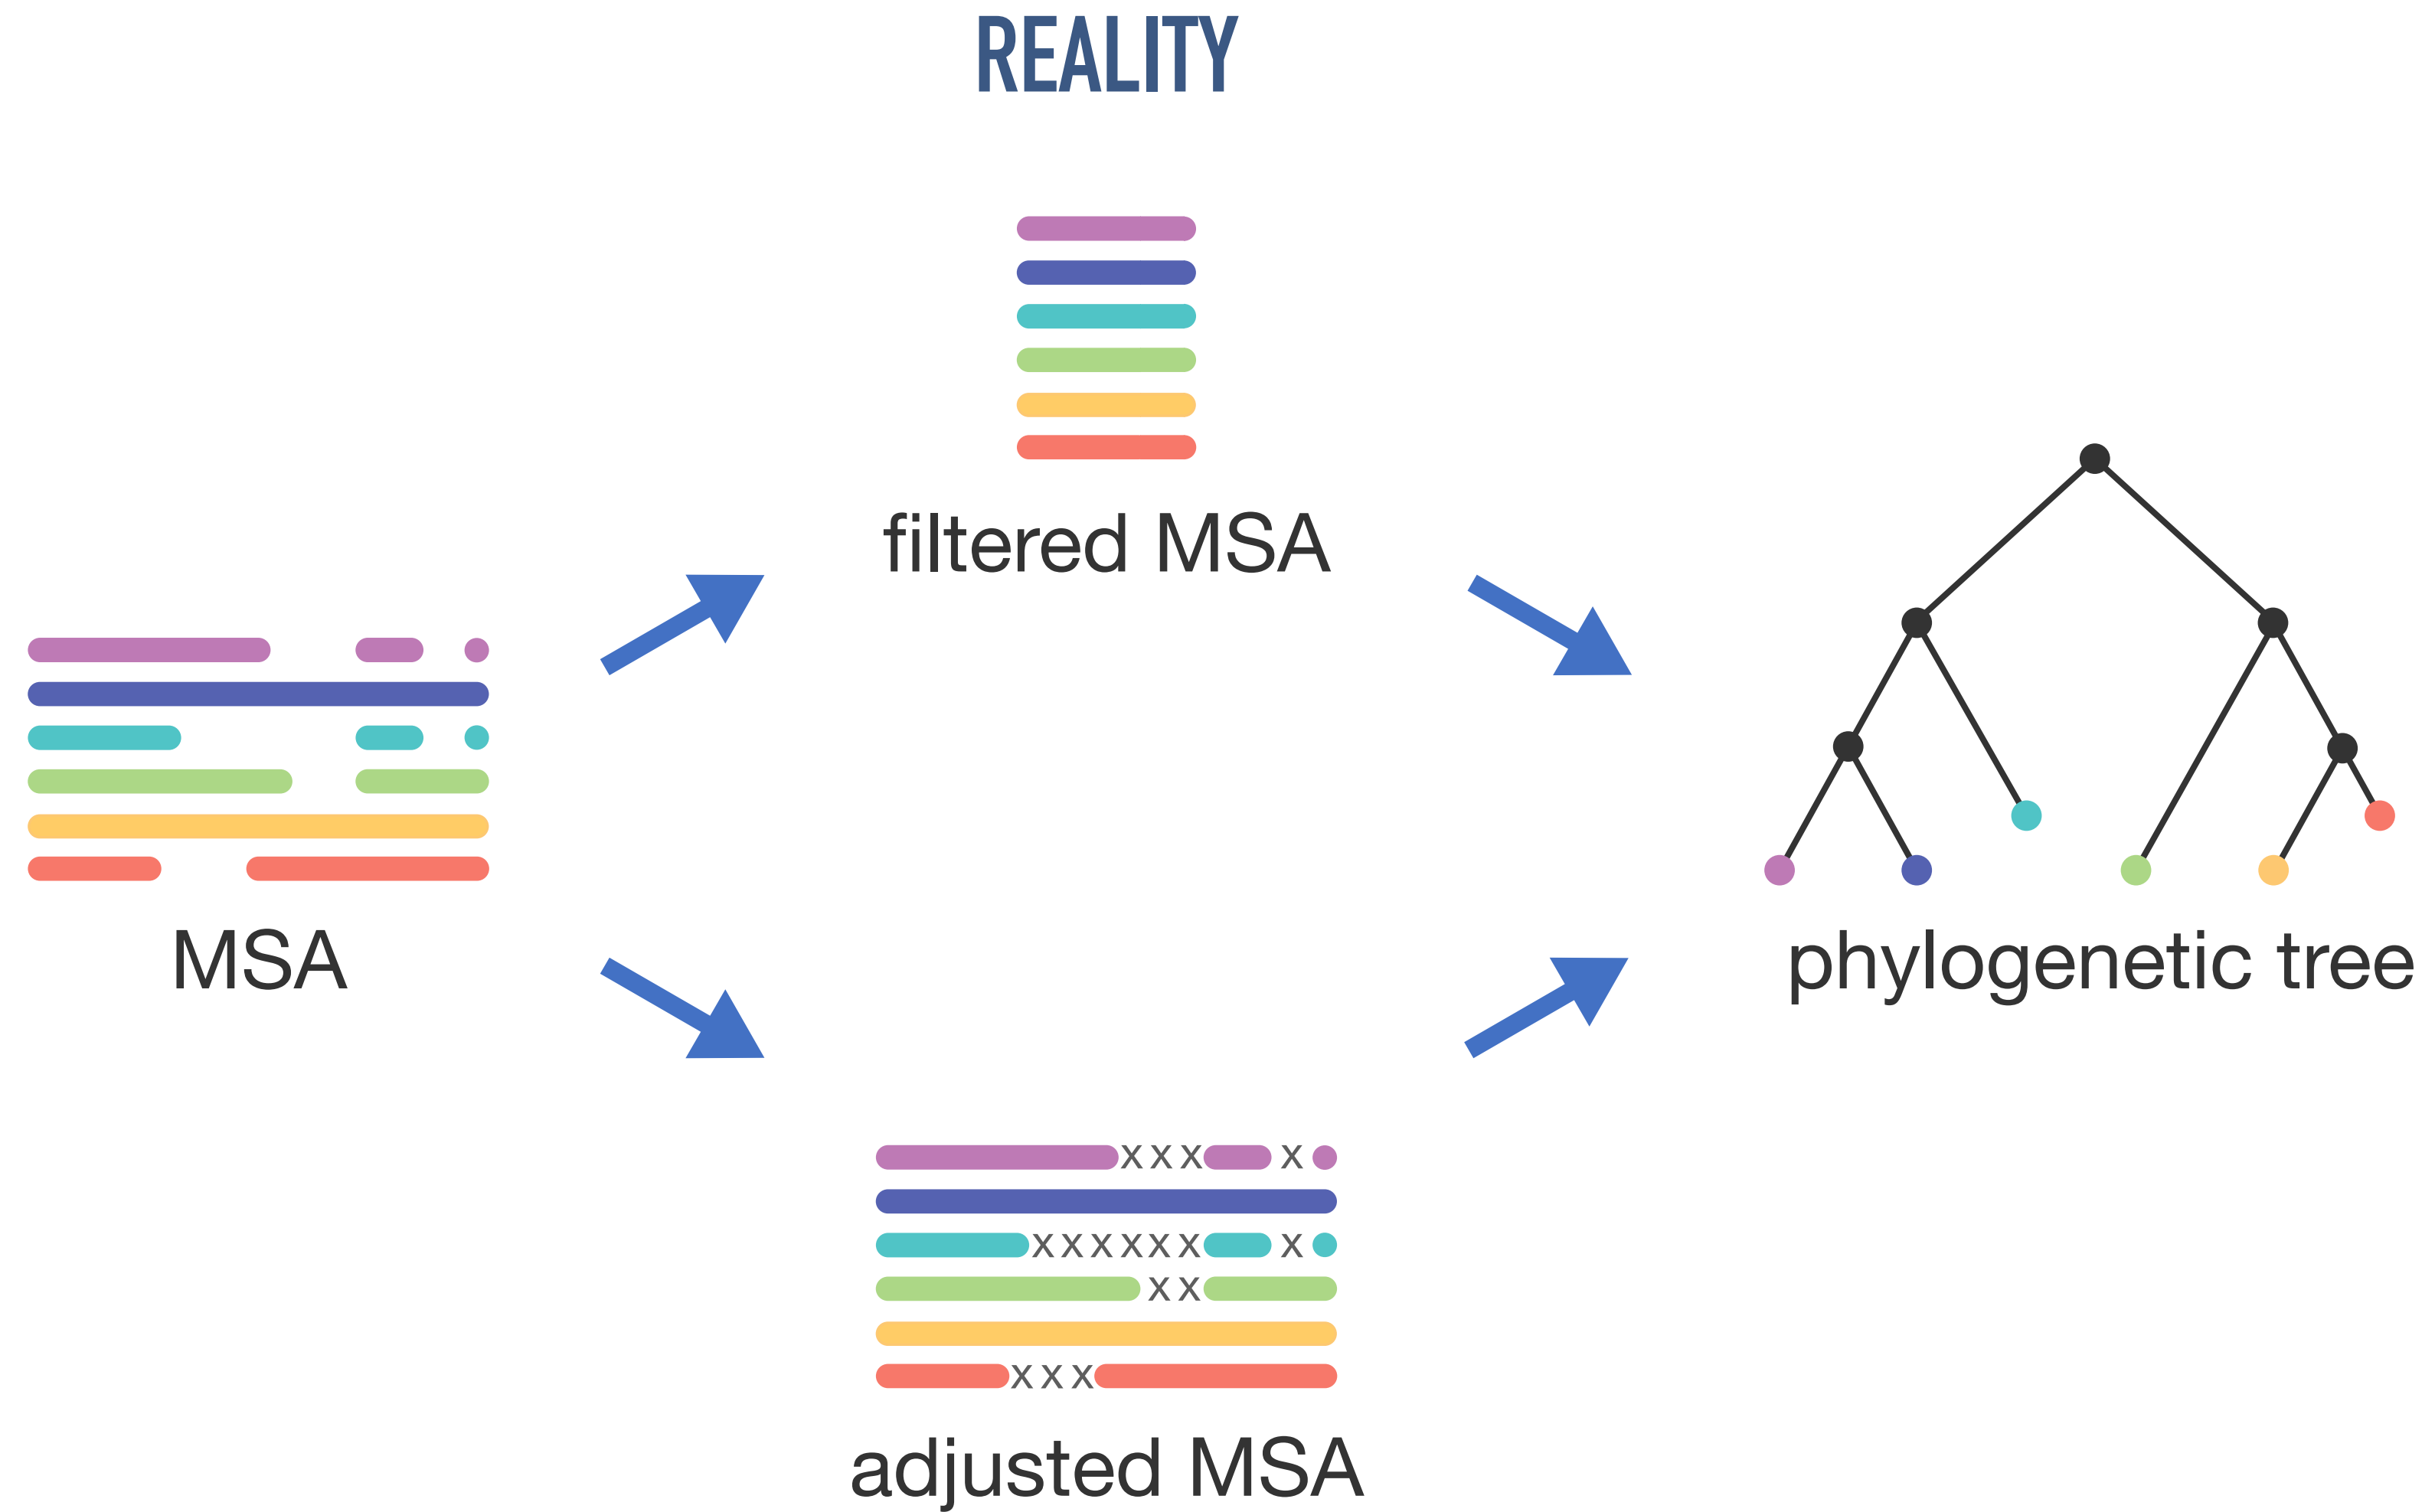 REALITY
filtered MSA
MSA
phylogenetic tree
xxx x
xxxxxx x
xx
xxx
adjusted MSA